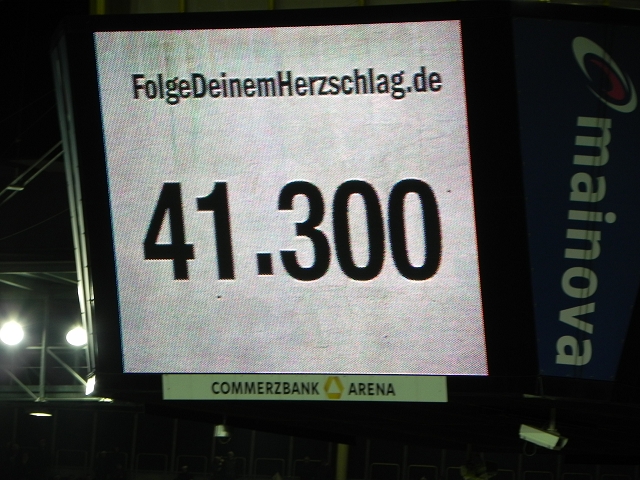 FolgeDeinemHerzschlag.de
41.300
COMMERZBANK ARENA
mainova